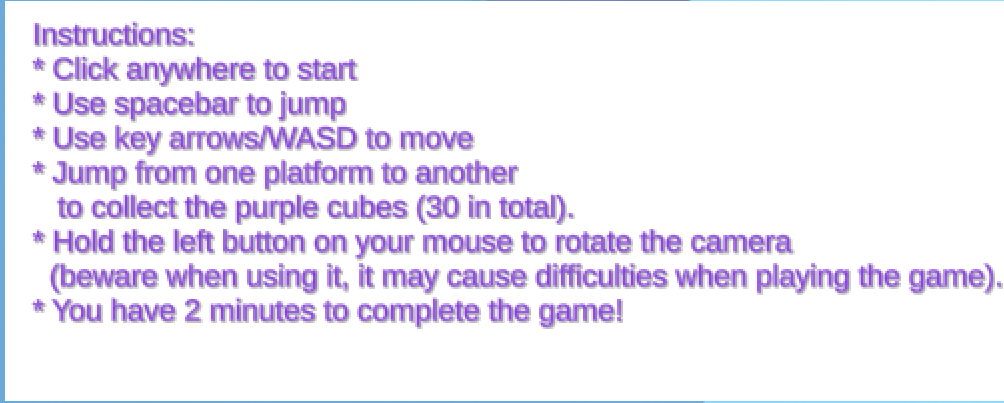 Instructions:
* Click anywhere to start
* Use spacebar to jump
* Use key arrows/WASD to move
* Jump from one platform to another
to collect the purple cubes (30 in total).
* Hold the left button on your mouse to rotate the camera
(beware when using it, it may cause difficulties when playing the game).
* You have 2 minutes to complete the game!